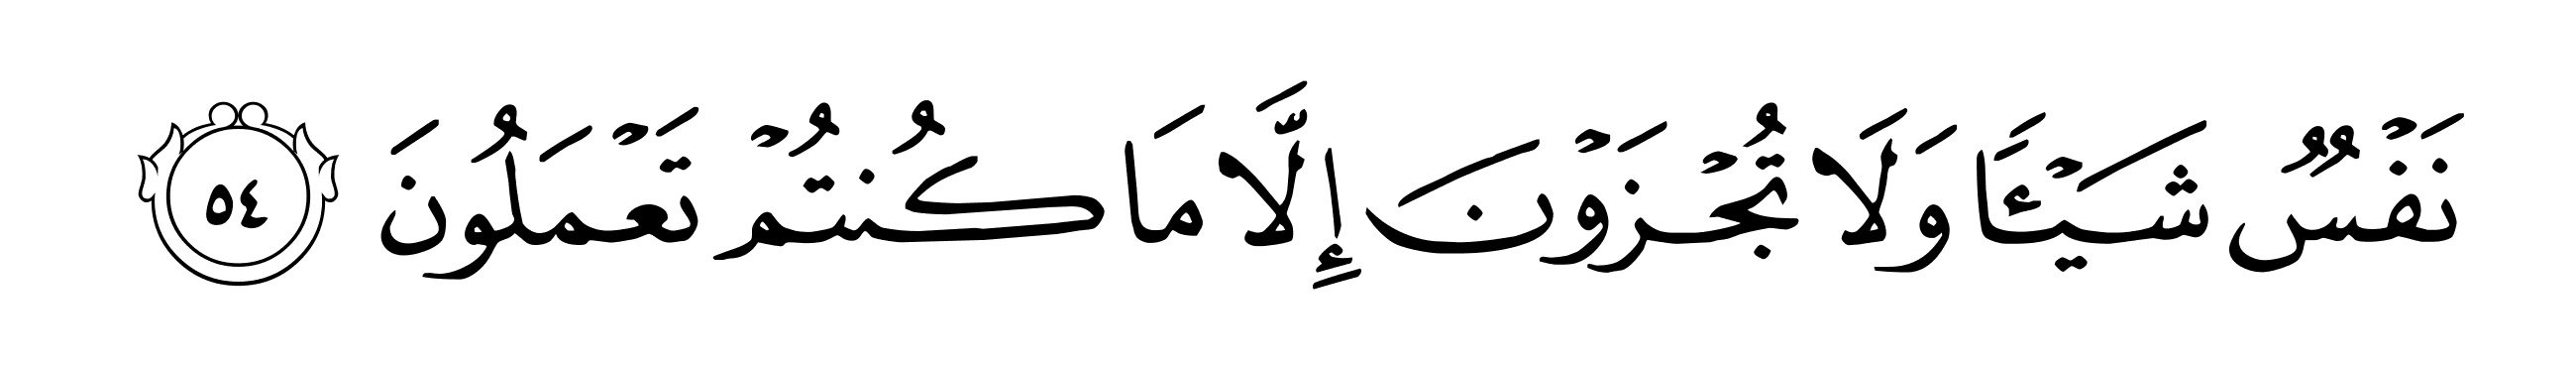 نَفْسٌ شَيْـًٔا وَلَا تُجْزَوْنَ إِلَّا مَا كُنتُمْ تَعْمَلُونَ ٥٤